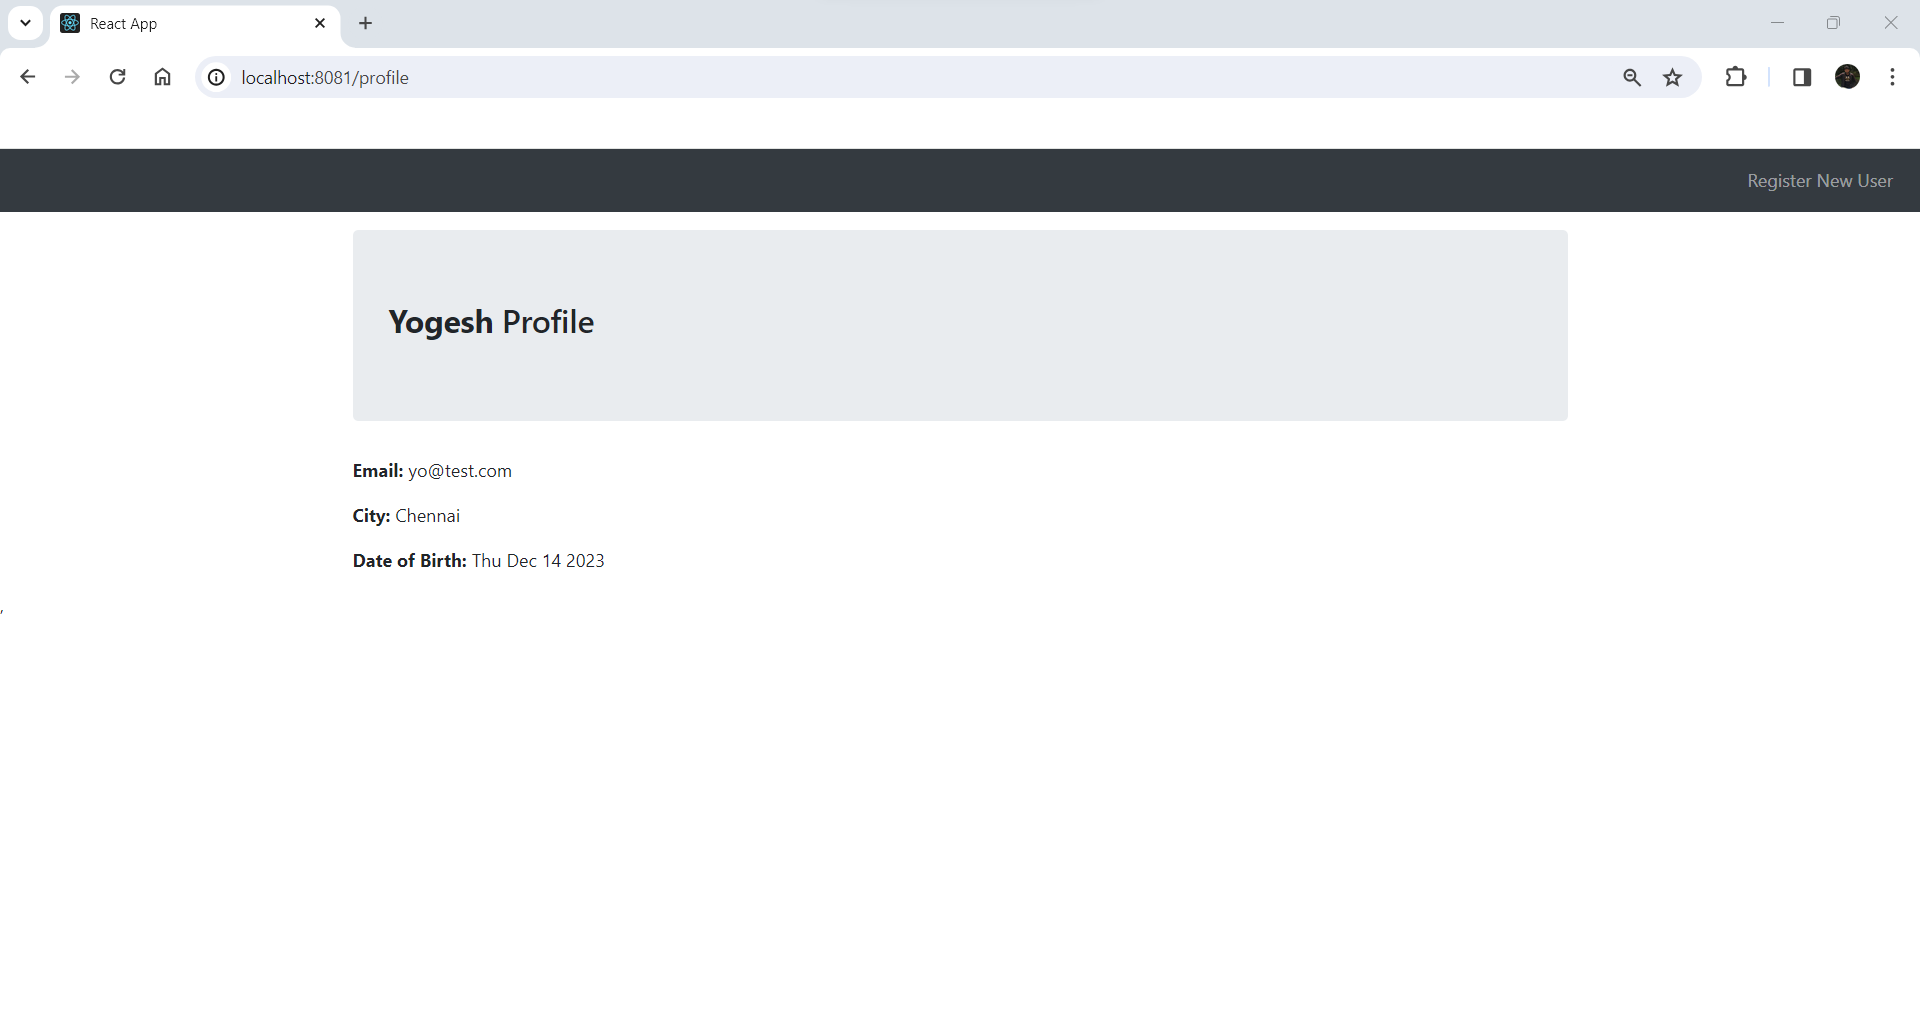 React App
localhost:8081/profile
Register New User
Yogesh Profile
Email: yo@test.com
City: Chennai
Date of Birth: Thu Dec 14 2023
,